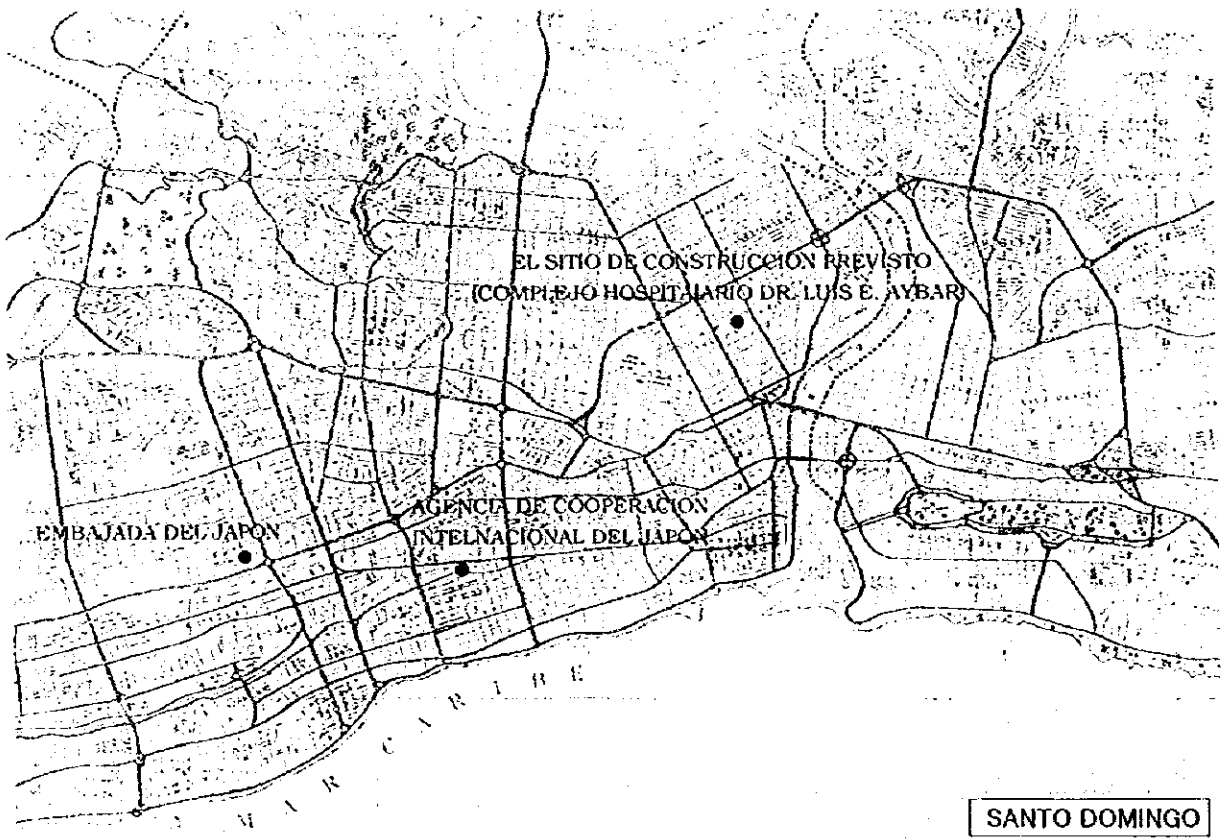 EL SITIO DE CONSTRUCCION PREVISTO
(COMPLEJO HOSPITALARIO DR. LUIS E. AYBAR)
AGENCIA DE COOPERACION
INTELNACIONAL DEL JAPON
EMBAJADA DEL JAPON
MAR CARIBE
SANTO DOMINGO